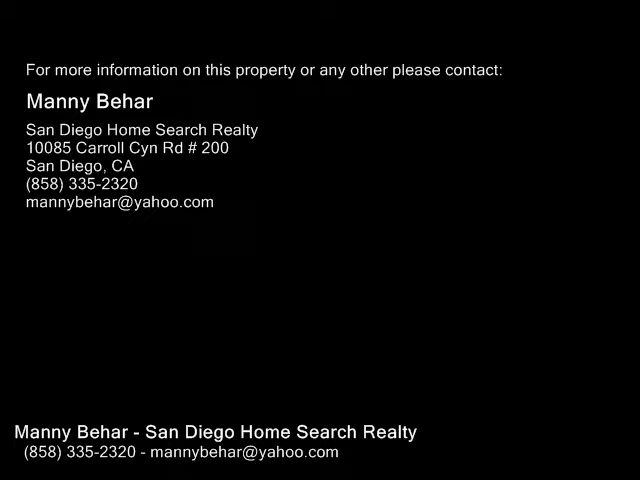 For more information on this property or any other please contact:
Manny Behar
San Diego Home Search Realty
10085 Carroll Cyn Rd # 200
San Diego, CA
(858) 335-2320
mannybehar@yahoo.com
Manny Behar - San Diego Home Search Realty
(858) 335-2320 - mannybehar@yahoo.com